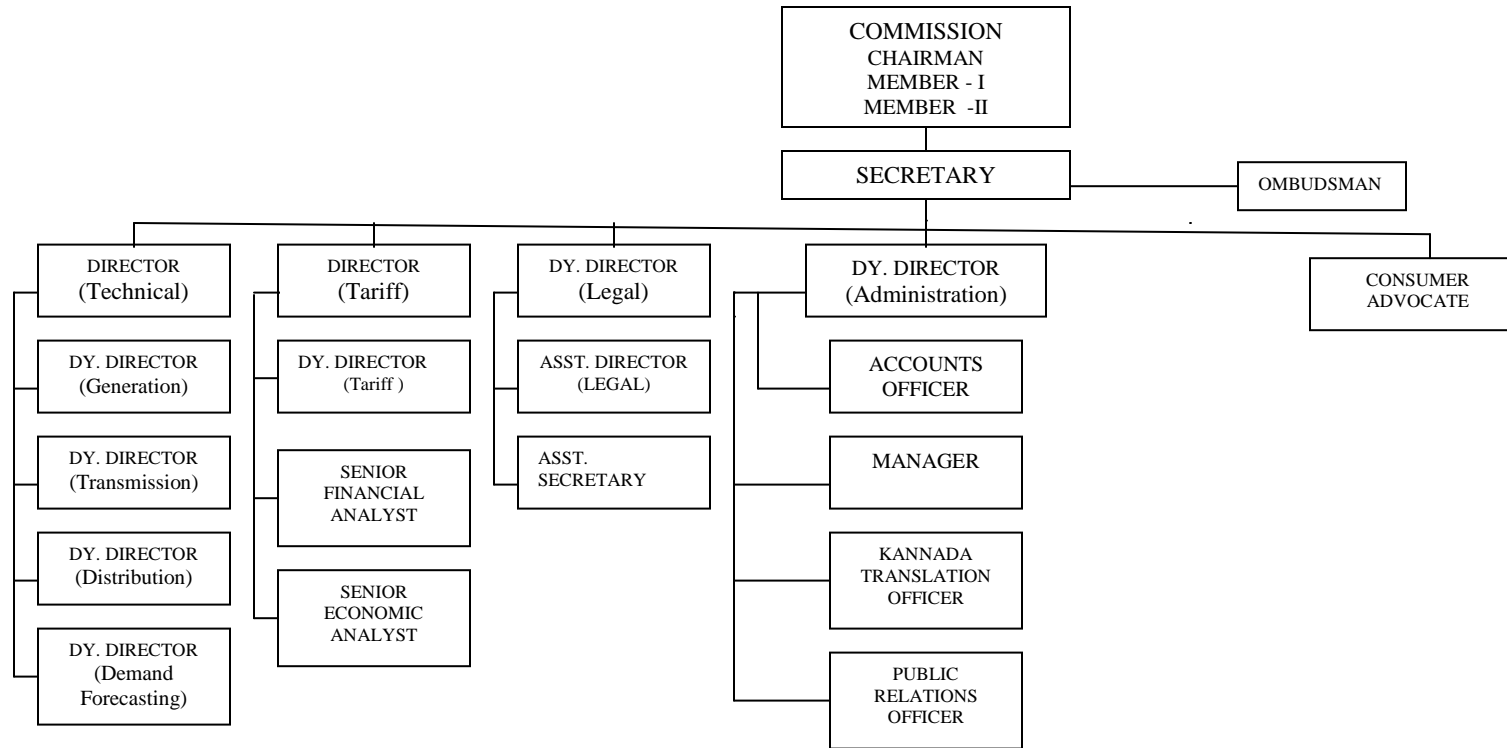 COMMISSION
CHAIRMAN
MEMBER - I
MEMBER -II
SECRETARY
OMBUDSMAN
DIRECTOR
(Technical)
DIRECTOR
(Tariff)
DY. DIRECTOR
(Legal)
DY. DIRECTOR
(Administration)
CONSUMER
ADVOCATE
DY. DIRECTOR
(Generation)
DY. DIRECTOR
(Transmission)
DY. DIRECTOR
(Distribution)
DY. DIRECTOR
(Demand
Forecasting)
DY. DIRECTOR
(Tariff )
SENIOR
FINANCIAL
ANALYST
SENIOR
ECONOMIC
ANALYST
ASST. DIRECTOR
(LEGAL)
ASST.
SECRETARY
ACCOUNTS
OFFICER
MANAGER
KANNADA
TRANSLATION
OFFICER
PUBLIC
RELATIONS
OFFICER